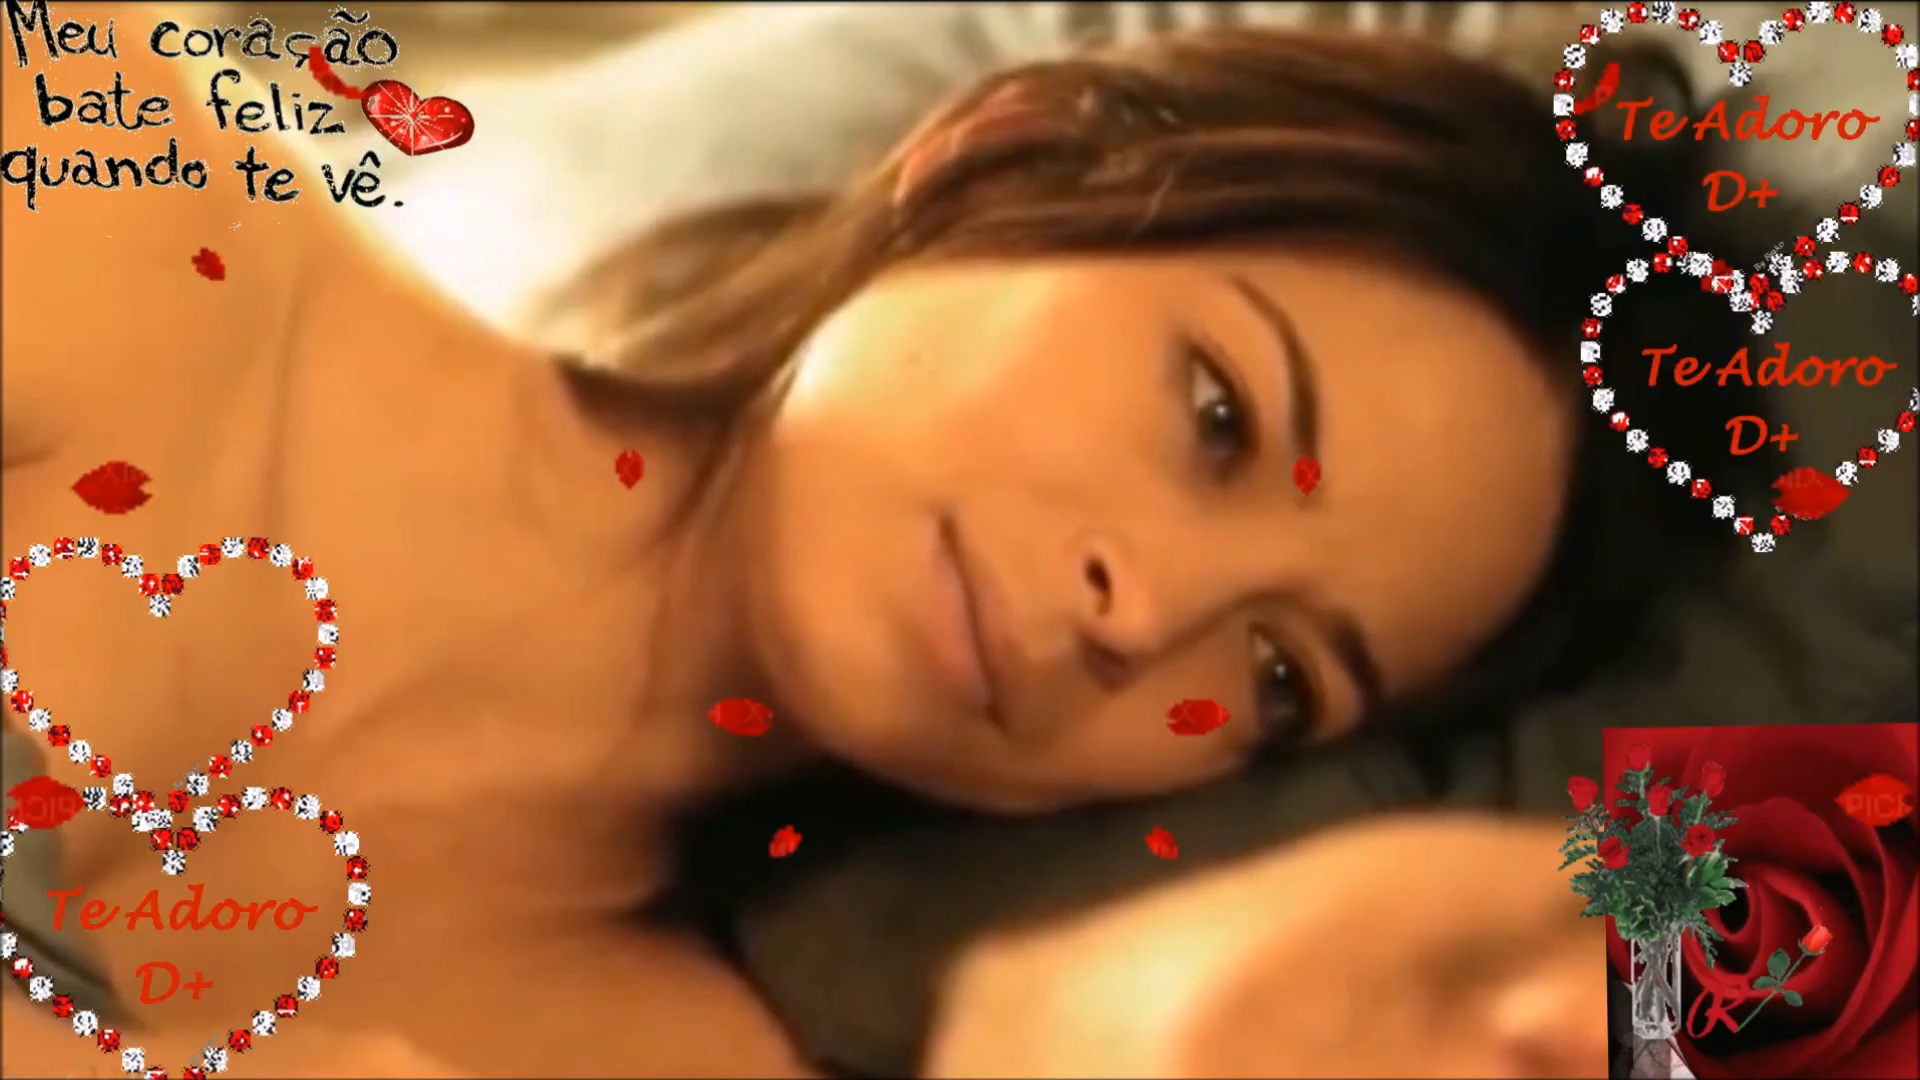 Meu coração
bate feliz
quando te vê.
Te Adoro
D+
Te Adoro
D+
Te Adoro
D+
R